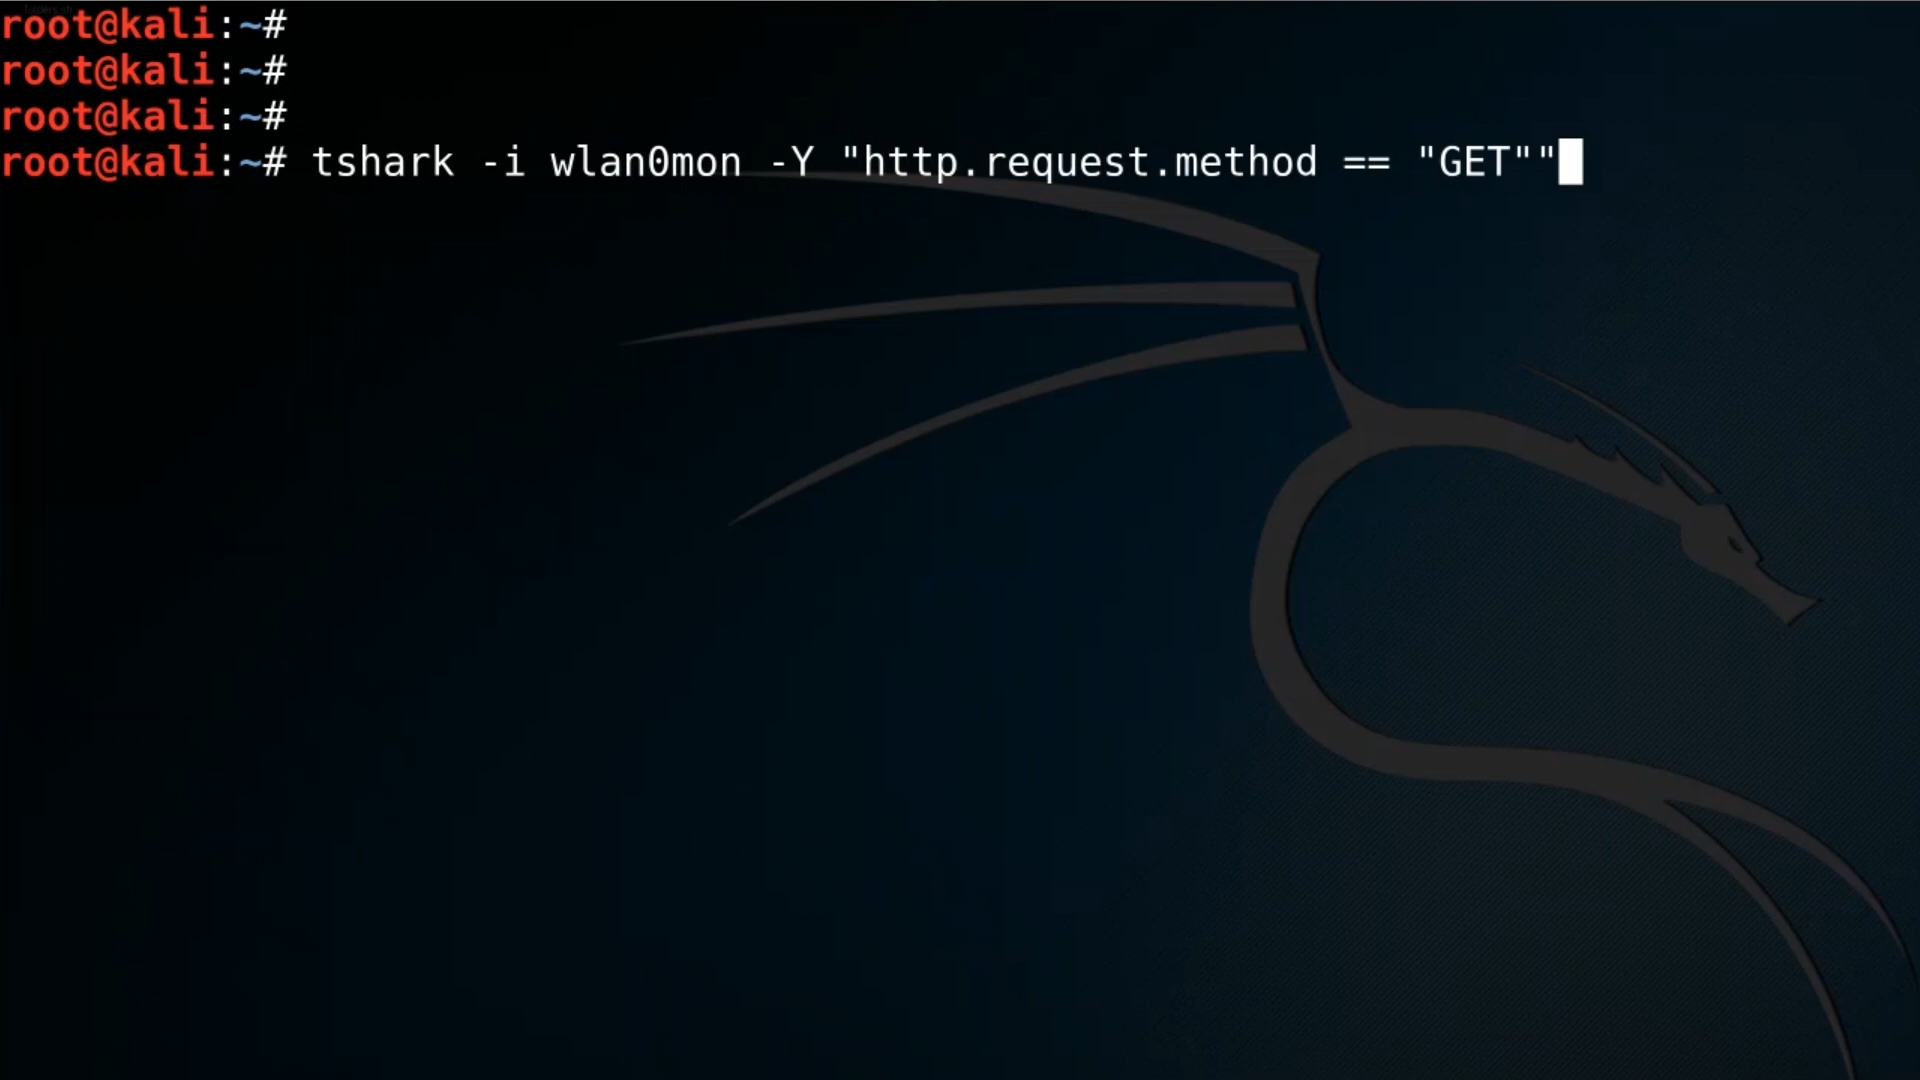 root@kali:~#
root@kali:~#
root@kali:~#
root@kali:~# tshark -i wlan0mon -Y "http.request.method == "GET""